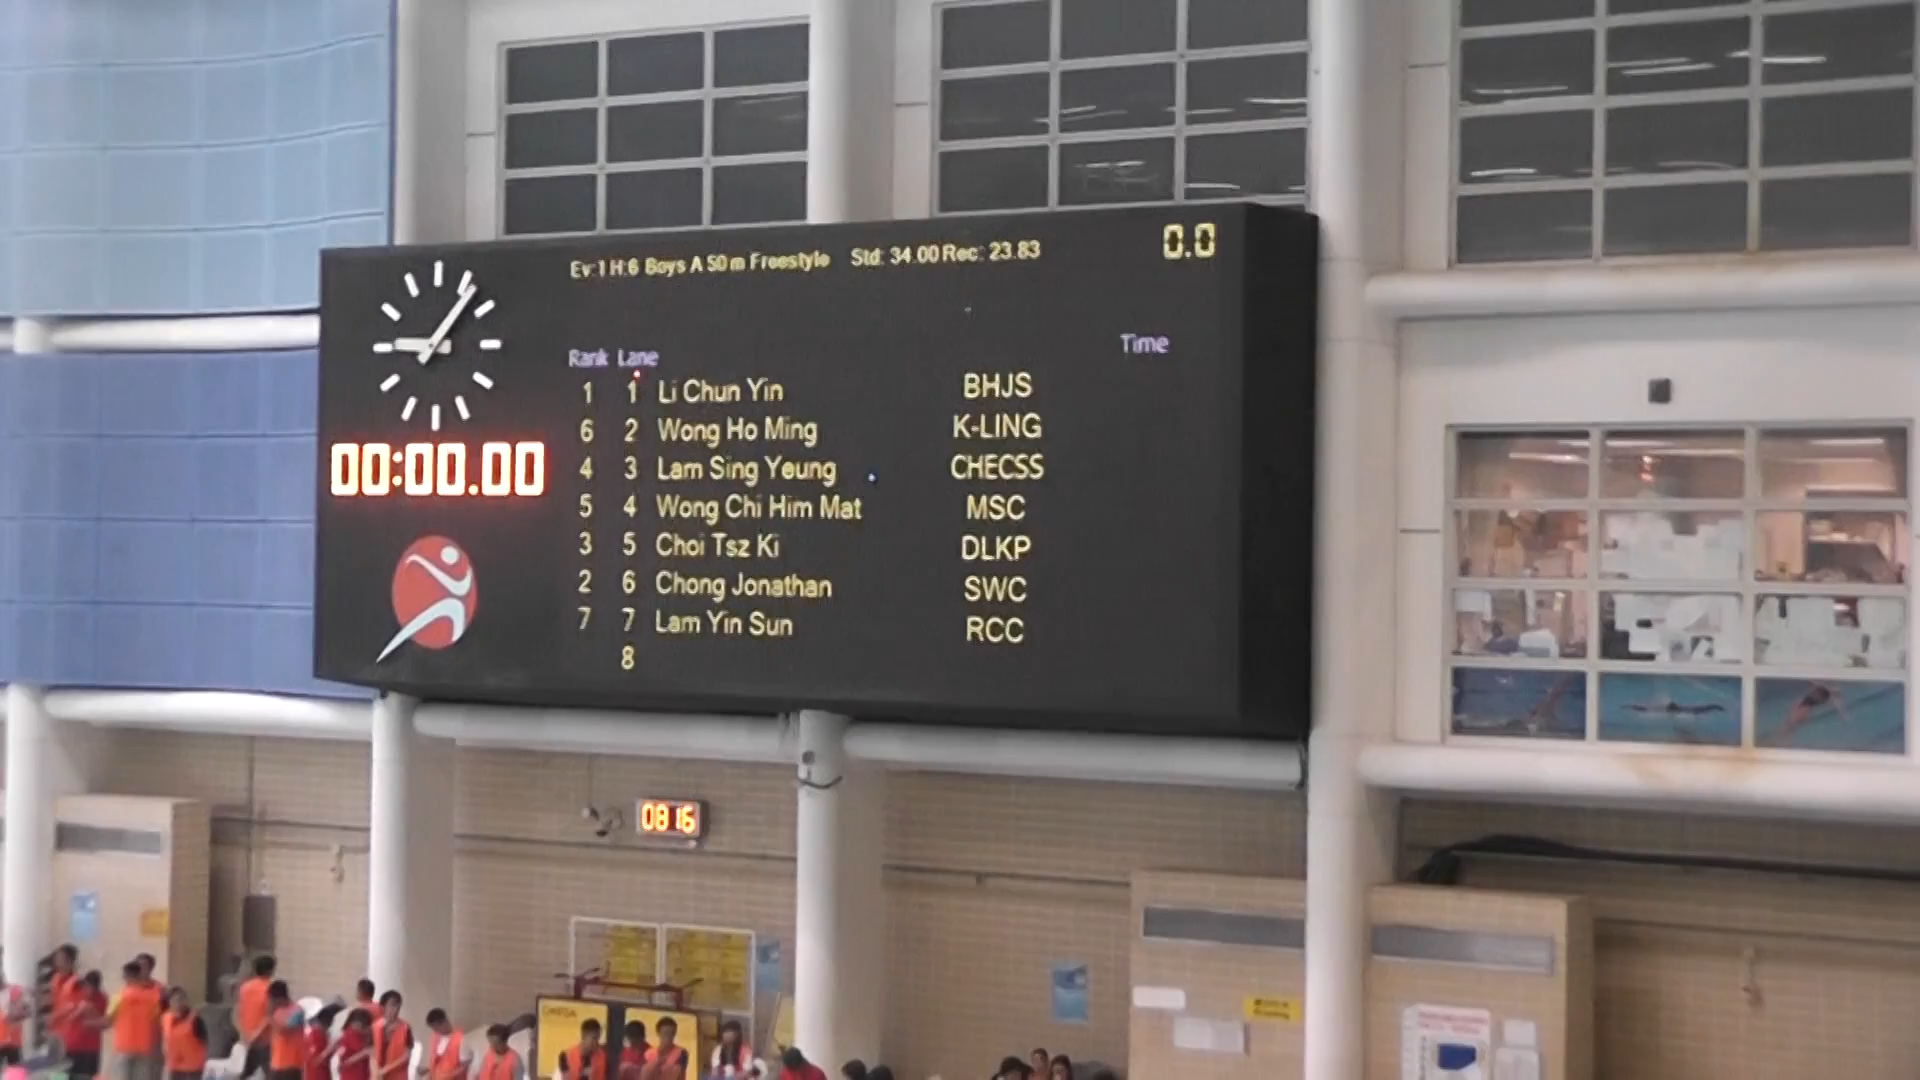 Ev:1 H:6 Boys A 50 m Freestyle Std: 34.00 Rec: 23.83 0.0
Rank Lane Time
1 1 Li Chun Yin BHJS
6 2 Wong Ho Ming K-LING
4 3 Lam Sing Yeung CHECSS
5 4 Wong Chi Him Mat MSC
3 5 Choi Tsz Ki DLKP
2 6 Chong Jonathan SWC
7 7 Lam Yin Sun RCC
8
00:00.00
08 16
OMEGA